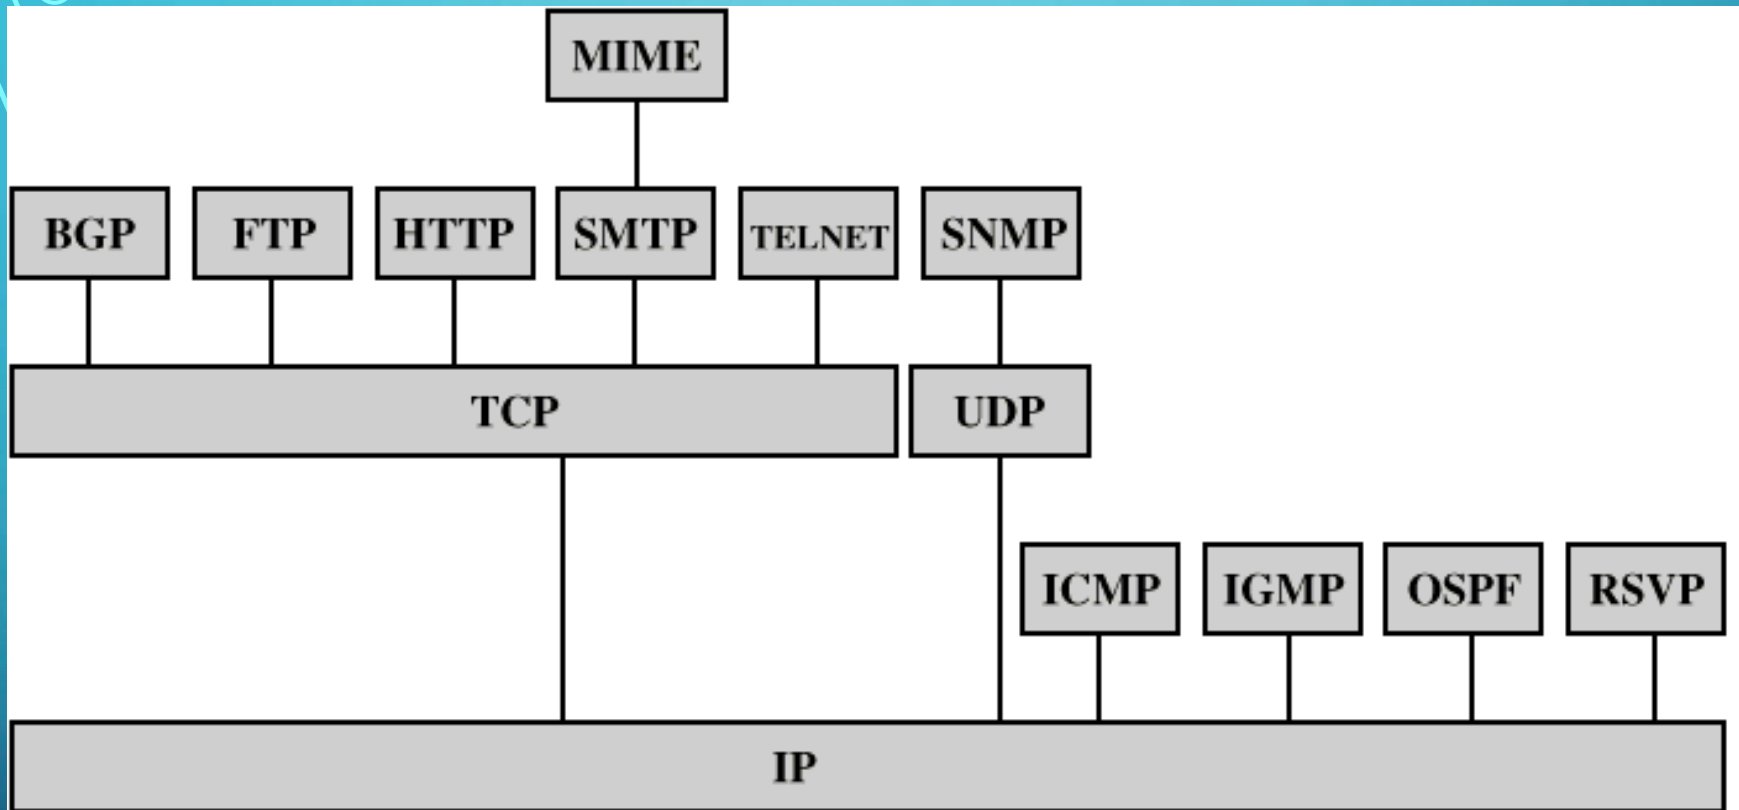 MIME
BGP FTP HTTP SMTP TELNET SNMP
TCP UDP
ICMP IGMP OSPF RSVP
IP